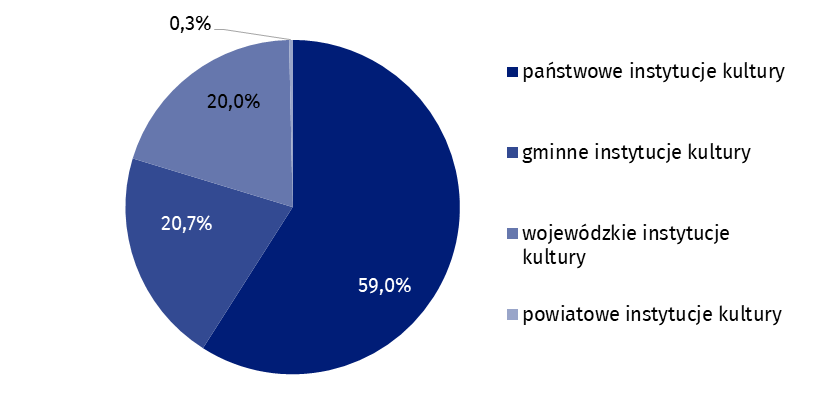 0,3%
20,0%
20,7%
59,0%
państwowe instytucje kultury
gminne instytucje kultury
wojewódzkie instytucje
kultury
powiatowe instytucje kultury